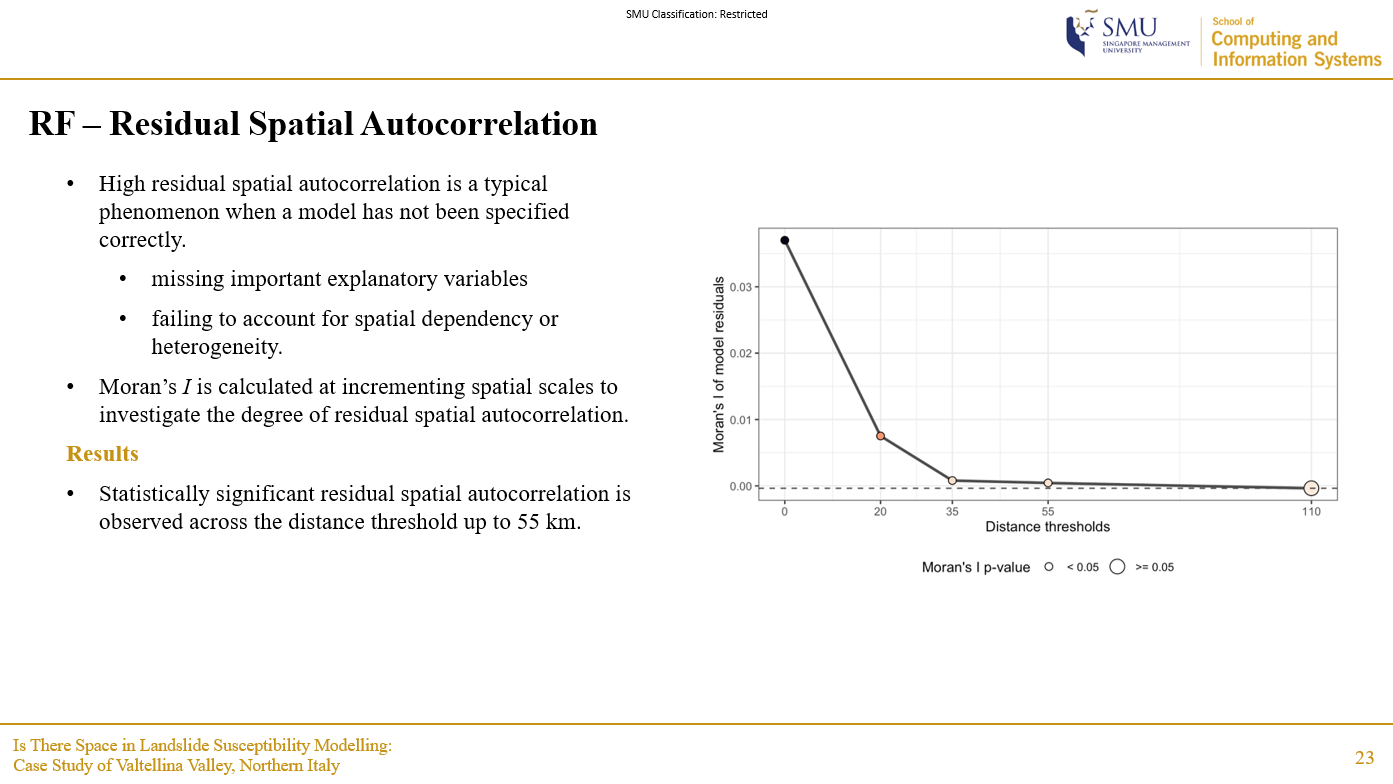 SMU Classification: Restricted
SMU
SINGAPORE MANAGEMENT
UNIVERSITY
School of
Computing and
Information Systems
RF – Residual Spatial Autocorrelation
• High residual spatial autocorrelation is a typical
phenomenon when a model has not been specified
correctly.
• missing important explanatory variables
• failing to account for spatial dependency or
heterogeneity.
• Moran’s I is calculated at incrementing spatial scales to
investigate the degree of residual spatial autocorrelation.
Results
• Statistically significant residual spatial autocorrelation is
observed across the distance threshold up to 55 km.
Moran's I of model residuals
0.03
0.02
0.01
0.00
0 20 35 55 110
Distance thresholds
Moran's I p-value < 0.05 >= 0.05
Is There Space in Landslide Susceptibility Modelling:
Case Study of Valtellina Valley, Northern Italy
23